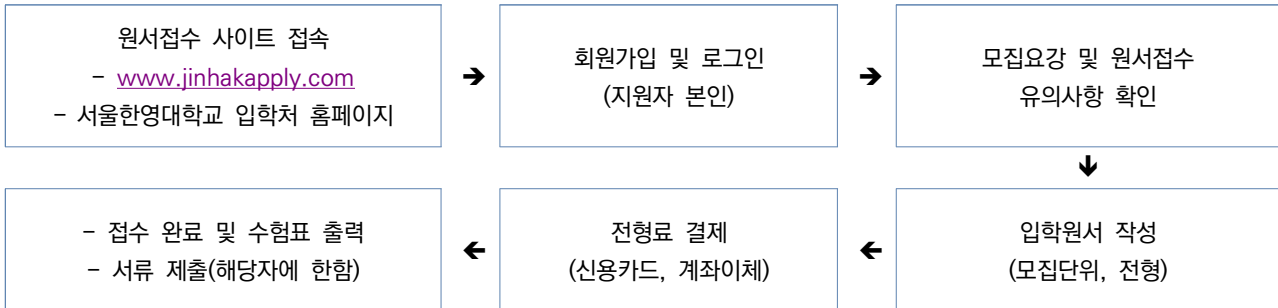 원서접수 사이트 접속
- www.jinhakapply.com
- 서울한영대학교 입학처 홈페이지
➔
회원가입 및 로그인
(지원자 본인)
➔
모집요강 및 원서접수
유의사항 확인
🡻
입학원서 작성
(모집단위, 전형)
🡸
전형료 결제
(신용카드, 계좌이체)
🡸
- 접수 완료 및 수험표 출력
- 서류 제출(해당자에 한함)